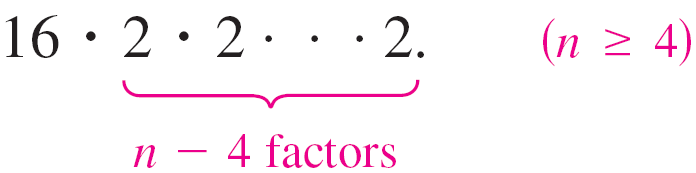 16 · 2 · 2 · · · 2. (n ≥ 4)
n − 4 factors